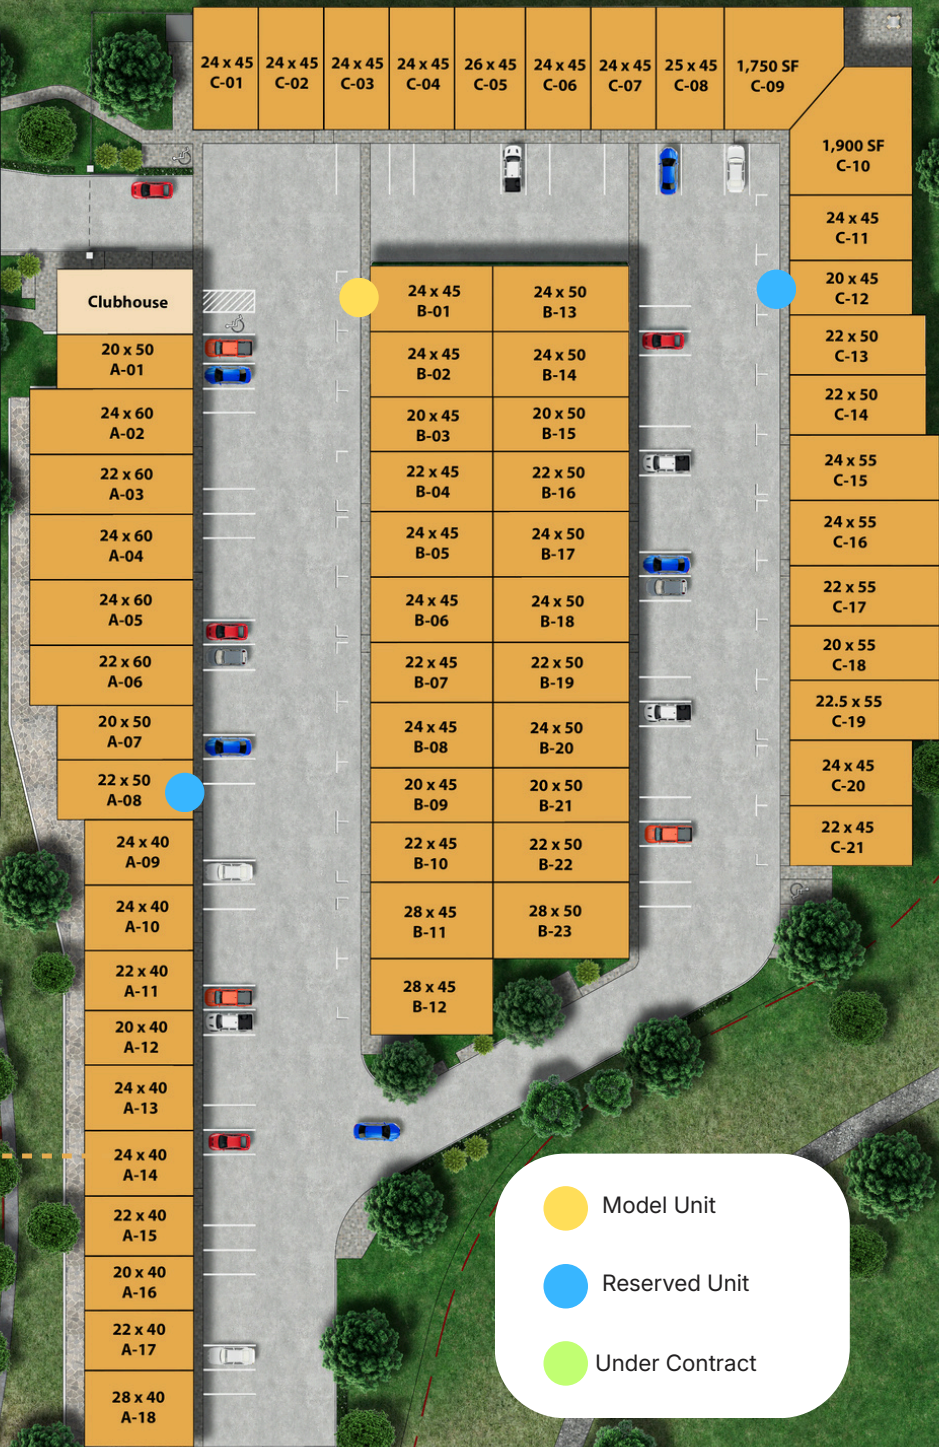 24 x 45
C-01
24 x 45
C-02
24 x 45
C-03
24 x 45
C-04
26 x 45
C-05
24 x 45
C-06
24 x 45
C-07
25 x 45
C-08
1,750 SF
C-09
1,900 SF
C-10
24 x 45
C-11
20 x 45
C-12
22 x 50
C-13
22 x 50
C-14
24 x 55
C-15
24 x 55
C-16
22 x 55
C-17
20 x 55
C-18
22.5 x 55
C-19
24 x 45
C-20
22 x 45
C-21
Clubhouse
20 x 50
A-01
24 x 60
A-02
22 x 60
A-03
24 x 60
A-04
24 x 60
A-05
22 x 60
A-06
20 x 50
A-07
22 x 50
A-08
24 x 40
A-09
24 x 40
A-10
22 x 40
A-11
20 x 40
A-12
24 x 40
A-13
24 x 40
A-14
22 x 40
A-15
20 x 40
A-16
22 x 40
A-17
28 x 40
A-18
24 x 45
B-01
24 x 45
B-02
20 x 45
B-03
22 x 45
B-04
24 x 45
B-05
24 x 45
B-06
22 x 45
B-07
24 x 45
B-08
20 x 45
B-09
22 x 45
B-10
28 x 45
B-11
28 x 45
B-12
24 x 50
B-13
24 x 50
B-14
20 x 50
B-15
22 x 50
B-16
24 x 50
B-17
24 x 50
B-18
22 x 50
B-19
24 x 50
B-20
20 x 50
B-21
22 x 50
B-22
28 x 50
B-23
Model Unit
Reserved Unit
Under Contract